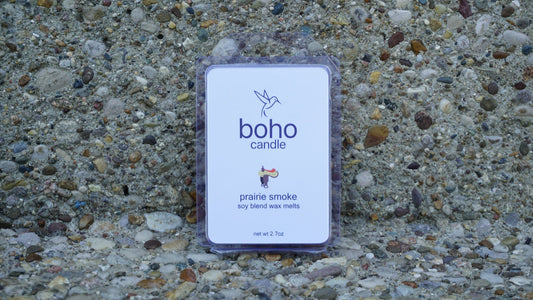 boho
candle
prairie smoke
soy blend wax melts
net wt 2.7oz